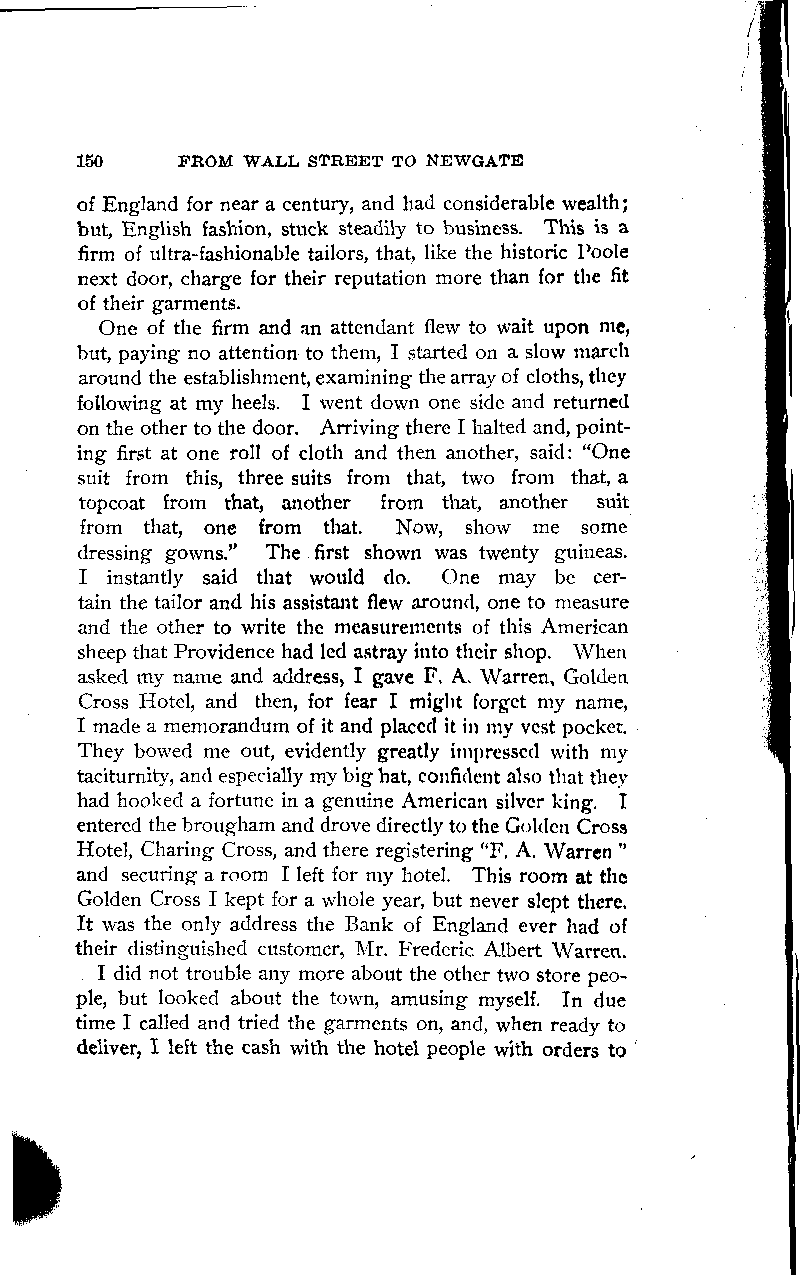 150 FROM WALL STREET TO NEWGATE
of England for near a century, and had considerable wealth;
but, English fashion, stuck steadily to business. This is a
firm of ultra-fashionable tailors, that, like the historic Poole
next door, charge for their reputation more than for the fit
of their garments.
One of the firm and an attendant flew to wait upon me,
but, paying no attention to them, I started on a slow march
around the establishment, examining the array of cloths, they
following at my heels. I went down one side and returned
on the other to the door. Arriving there I halted and, point-
ing first at one roll of cloth and then another, said: "One
suit from this, three suits from that, two from that, a
topcoat from that, another from that, another suit
from that, one from that. Now, show me some
dressing gowns." The first shown was twenty guineas.
I instantly said that would do. One may be cer-
tain the tailor and his assistant flew around, one to measure
and the other to write the measurements of this American
sheep that Providence had led astray into their shop. When
asked my name and address, I gave F. A. Warren, Golden
Cross Hotel, and then, for fear I might forget my name,
I made a memorandum of it and placed it in my vest pocket.
They bowed me out, evidently greatly impressed with my
taciturnity, and especially my big hat, confident also that they
had hooked a fortune in a genuine American silver king. I
entered the brougham and drove directly to the Golden Cross
Hotel, Charing Cross, and there registering "F. A. Warren"
and securing a room I left for my hotel. This room at the
Golden Cross I kept for a whole year, but never slept there.
It was the only address the Bank of England ever had of
their distinguished customer, Mr. Frederic Albert Warren.
I did not trouble any more about the other two store peo-
ple, but looked about the town, amusing myself. In due
time I called and tried the garments on, and, when ready to
deliver, I left the cash with the hotel people with orders to